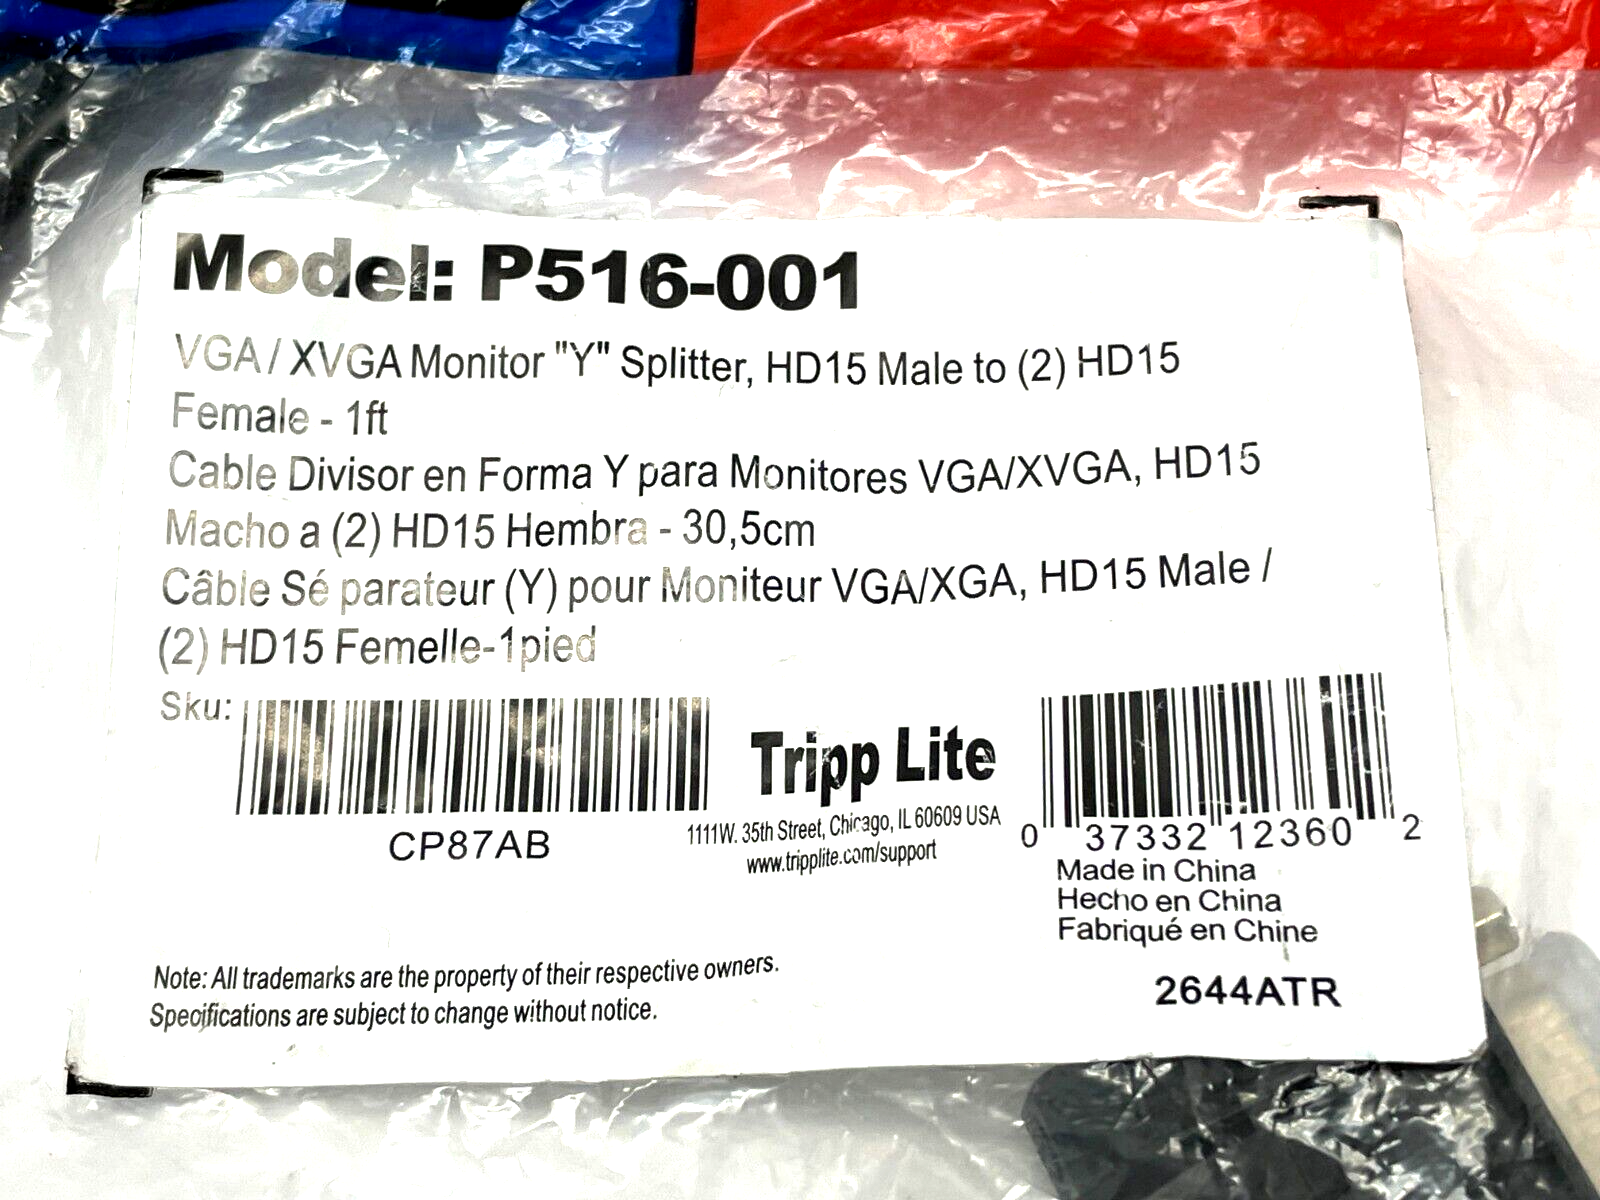 Model: P516-001
VGA/ XVGA Monitor "Y" Splitter, HD15 Male to (2) HD15
Female - 1ft
Cable Divisor en Forma Y para Monitores VGA/XVGA, HD15
Macho a (2) HD15 Hembra - 30,5cm
Câble Sé parateur (Y) pour Moniteur VGA/XGA, HD15 Male /
(2) HD15 Femelle-1pied
Sku:
CP87AB
Tripp Lite
1111W. 35th Street, Chicago, IL 60609 USA
www.tripplite.com/support
0 37332 12360 2
Made in China
Hecho en China
Fabriqué en Chine
2644ATR
Note: All trademarks are the property of their respective owners.
Specifications are subject to change without notice.